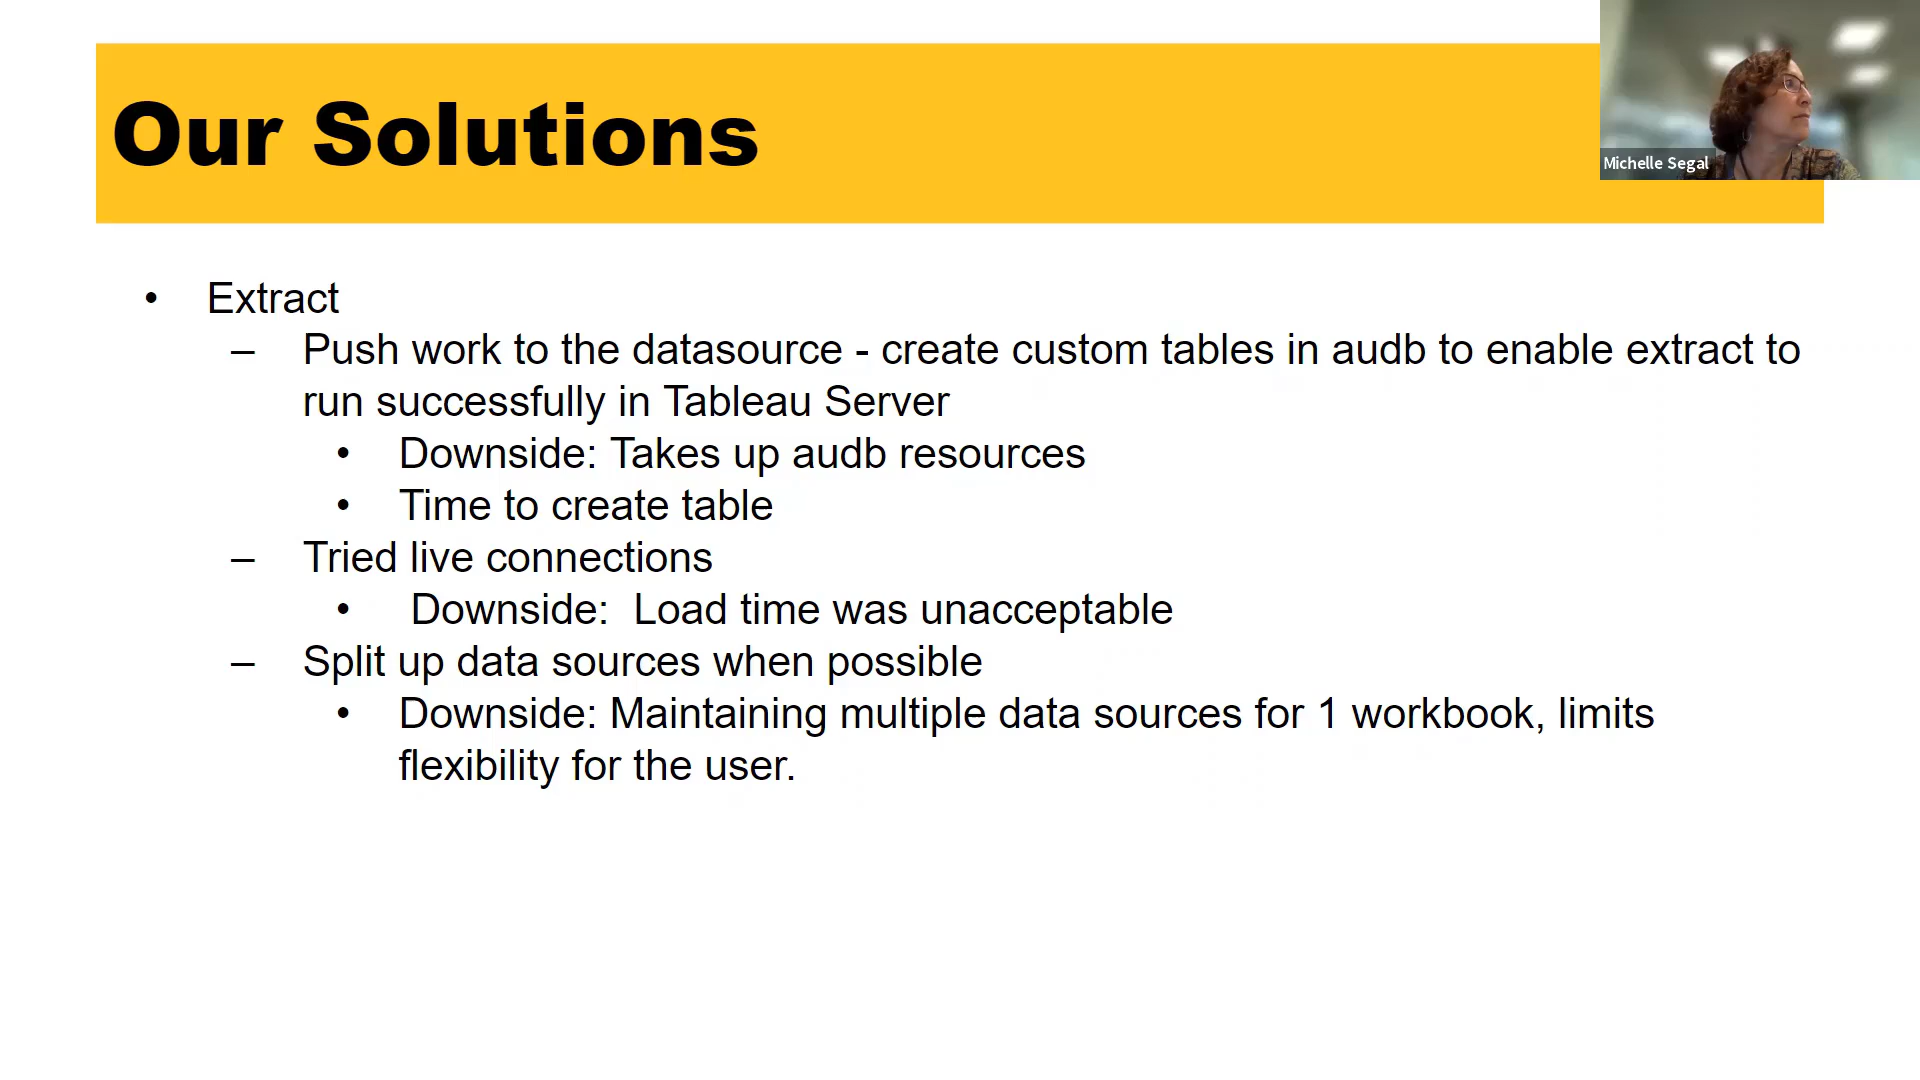 Our Solutions
Michelle Segal
• Extract
– Push work to the datasource - create custom tables in audb to enable extract to
run successfully in Tableau Server
• Downside: Takes up audb resources
• Time to create table
– Tried live connections
• Downside:  Load time was unacceptable
– Split up data sources when possible
• Downside: Maintaining multiple data sources for 1 workbook, limits
flexibility for the user.